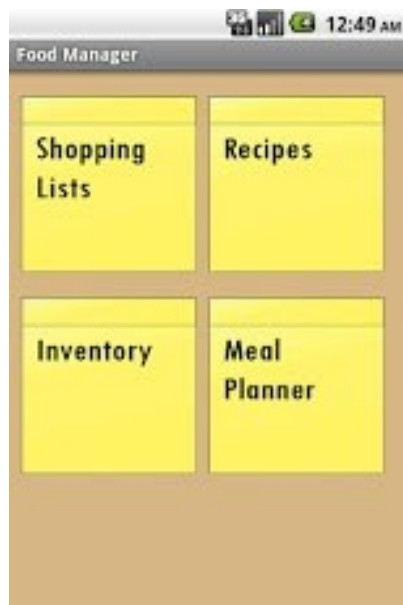 12:49 AM
Food Manager
Shopping
Lists
Recipes
Inventory
Meal
Planner